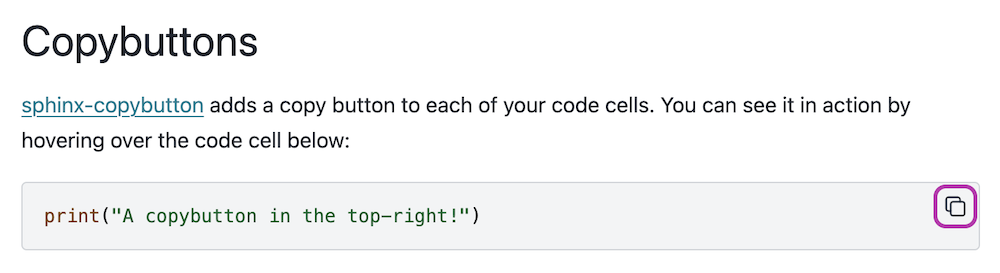 Copybuttons
sphinx-copybutton adds a copy button to each of your code cells. You can see it in action by
hovering over the code cell below:
print("A copybutton in the top-right!")